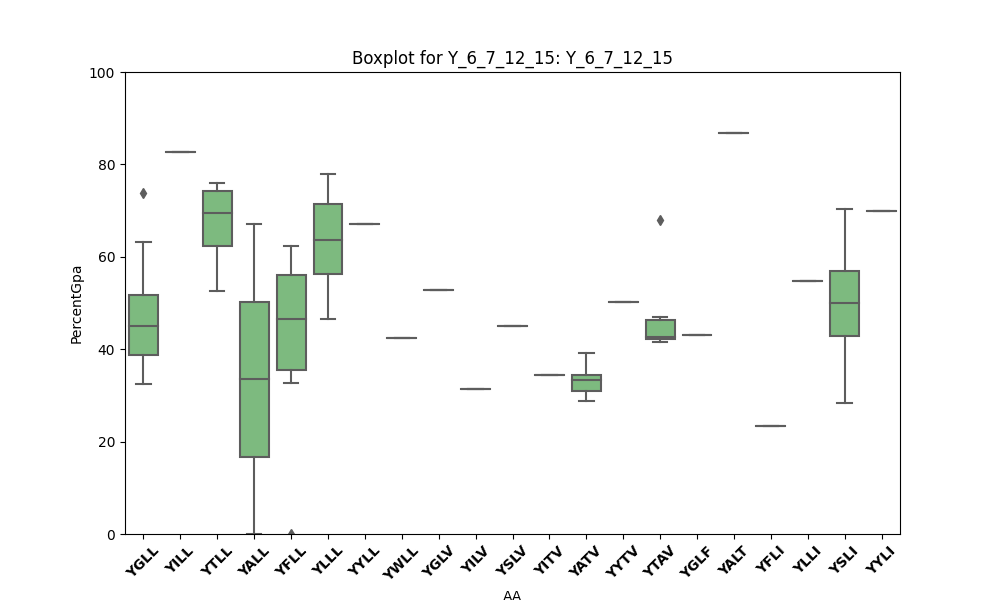 Boxplot for Y_6_7_12_15: Y_6_7_12_15
100
80
60
40
20
0
PercentGpa
YGLL YILL YTLL YALL YFLL YLLL YYLL YWLL YGLV YILV YSLV YITV YATV YYTV YTAV YGLF YALT YFLI YLLI YSLI YYLI
AA